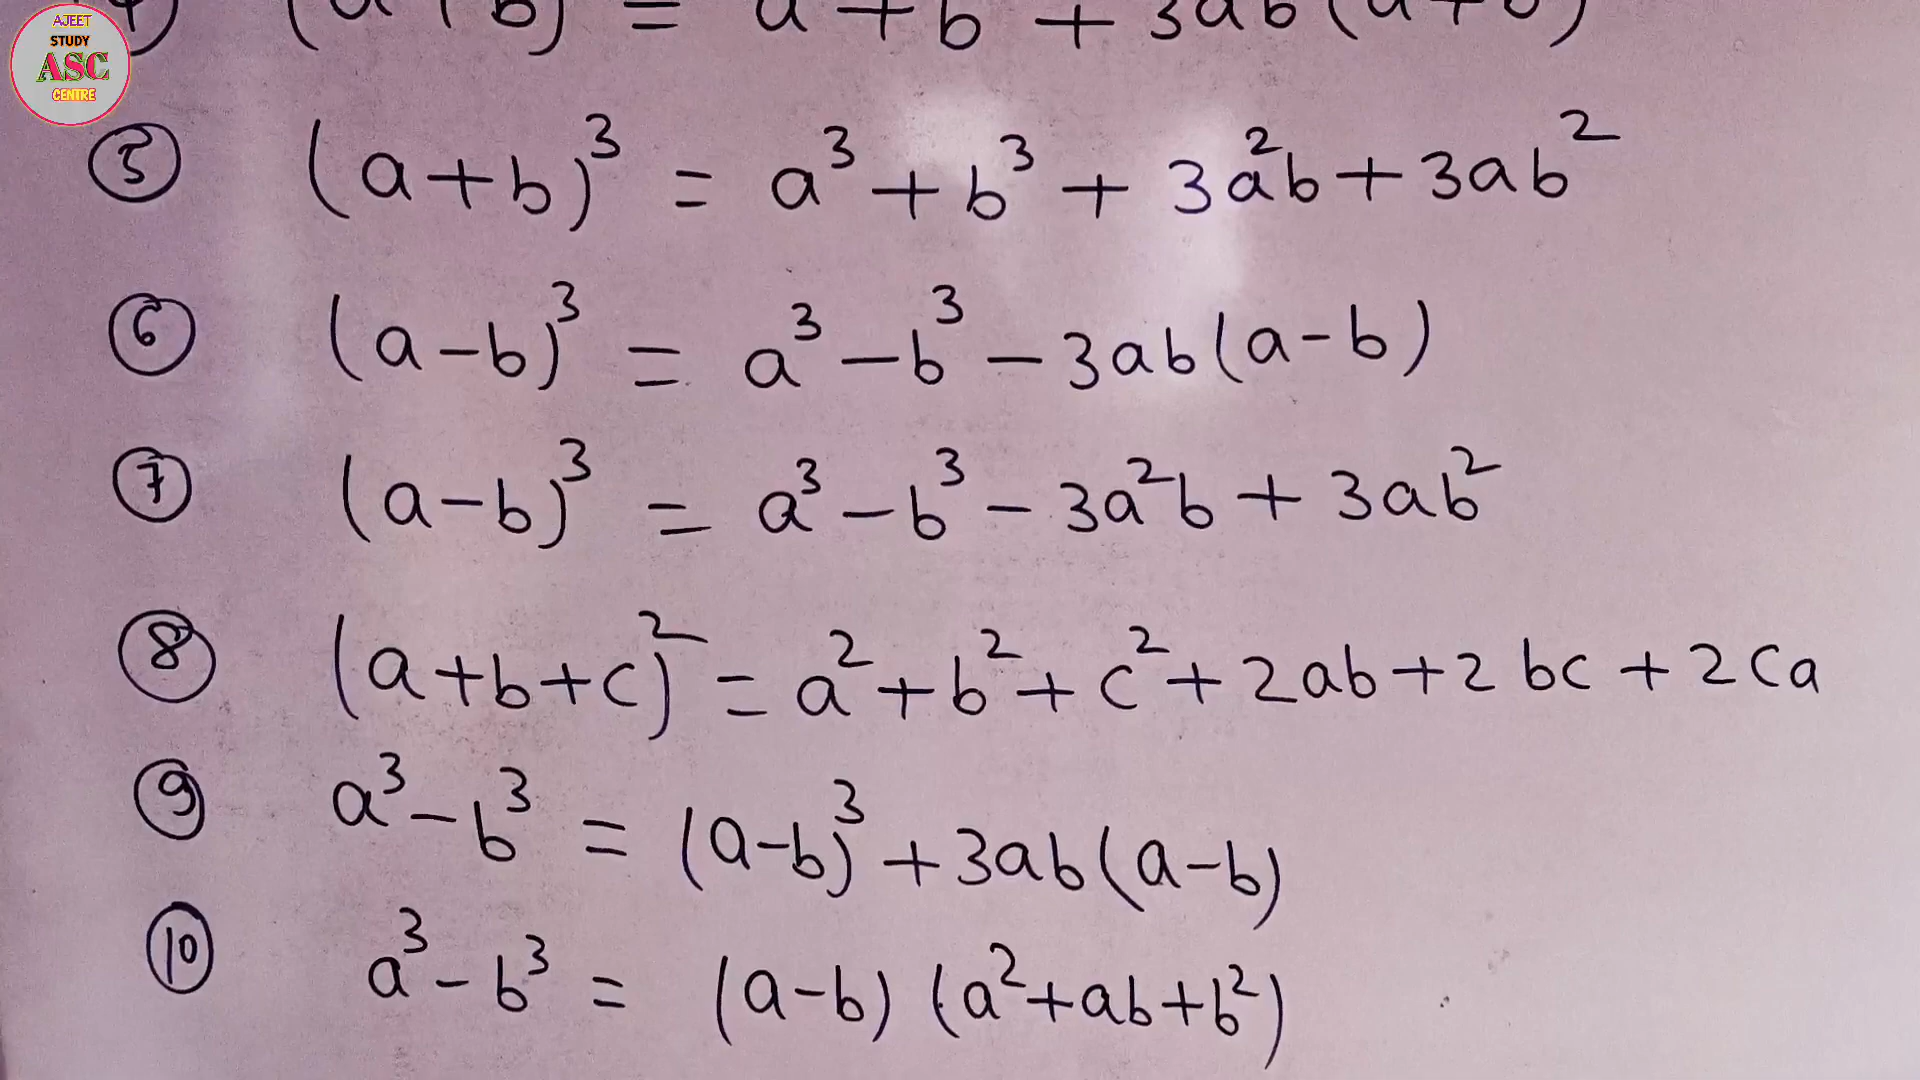 AJEET
STUDY
ASC
CENTRE
(a+b) = a + b + 3ab(a+b)
⑤ (a+b)³ = a³ + b³ + 3a²b + 3ab²
⑥ (a-b)³ = a³ - b³ - 3ab(a-b)
⑦ (a-b)³ = a³ - b³ - 3a²b + 3ab²
⑧ (a+b+c)² = a² + b² + c² + 2ab + 2bc + 2ca
⑨ a³ - b³ = (a-b)³ + 3ab(a-b)
⑩ a³ - b³ = (a-b) (a²+ab+b²)